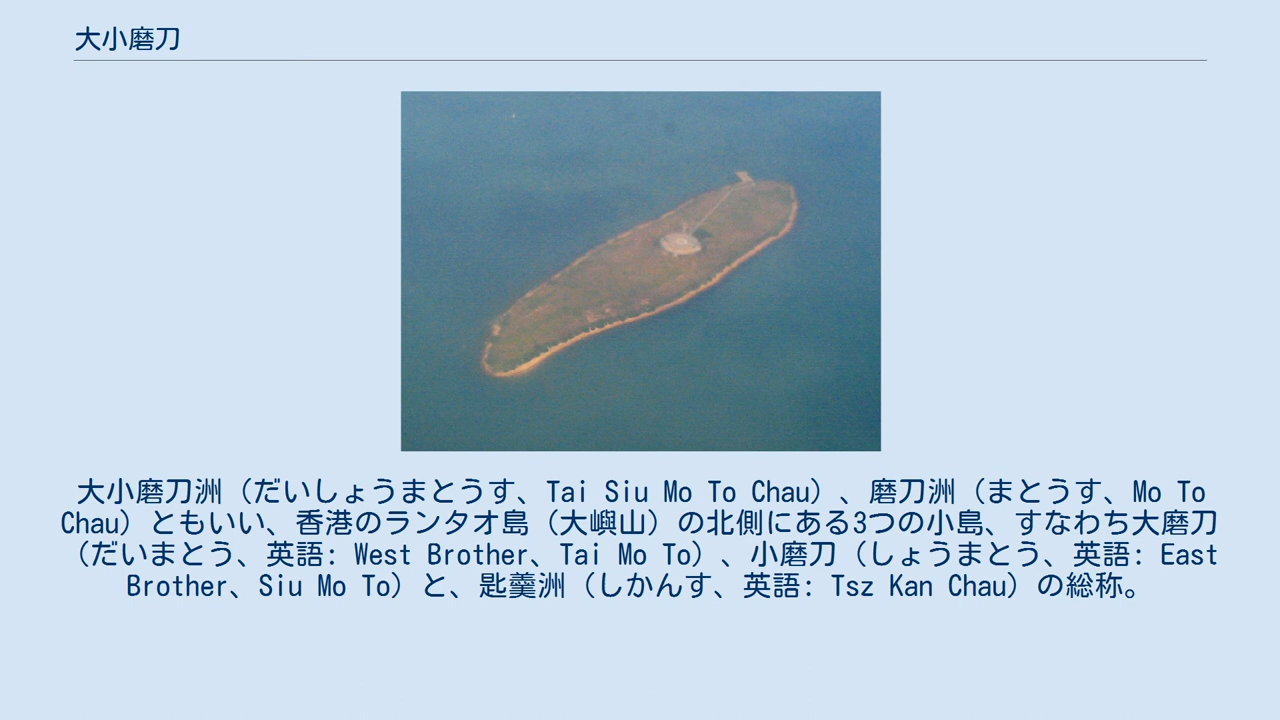 大小磨刀
大小磨刀洲（だいしょうまとうす、Tai Siu Mo To Chau）、磨刀洲（まとうす、Mo To
Chau）ともいい、香港のランタオ島（大嶼山）の北側にある3つの小島、すなわち大磨刀
（だいまとう、英語: West Brother、Tai Mo To）、小磨刀（しょうまとう、英語: East
Brother、Siu Mo To）と、匙羹洲（しかんす、英語: Tsz Kan Chau）の総称。